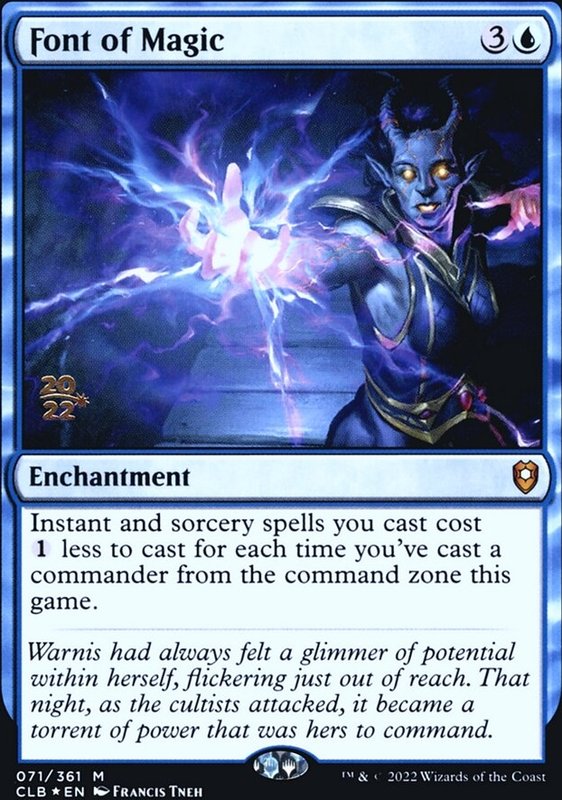 Font of Magic 3
20
22
Enchantment
Instant and sorcery spells you cast cost
1 less to cast for each time you've cast a
commander from the command zone this
game.
Warnis had always felt a glimmer of potential
within herself, flickering just out of reach. That
night, as the cultists attacked, it became a
torrent of power that was hers to command.
071/361 M
CLB ★ EN Francis Tneh
™ & © 2022 Wizards of the Coast